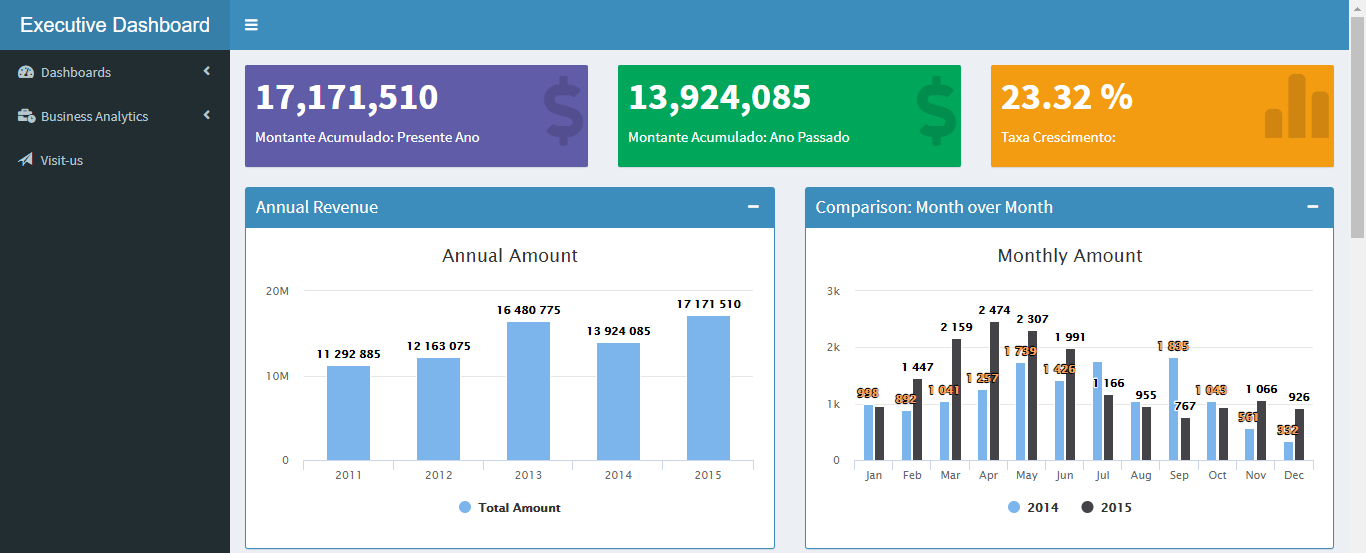 Executive Dashboard
Dashboards
Business Analytics
Visit-us
17,171,510
Montante Acumulado: Presente Ano
13,924,085
Montante Acumulado: Ano Passado
23.32 %
Taxa Crescimento:
Annual Revenue
Annual Amount
20M
10M
0
11 292 885
12 163 075
16 480 775
13 924 085
17 171 510
2011
2012
2013
2014
2015
Total Amount
Comparison: Month over Month
Monthly Amount
3k
2k
1k
0
998
892
1 447
1 041
2 159
1 257
2 474
1 739
2 307
1 426
1 991
1 166
955
1 835
767
1 043
561
1 066
332
926
Jan
Feb
Mar
Apr
May
Jun
Jul
Aug
Sep
Oct
Nov
Dec
2014
2015